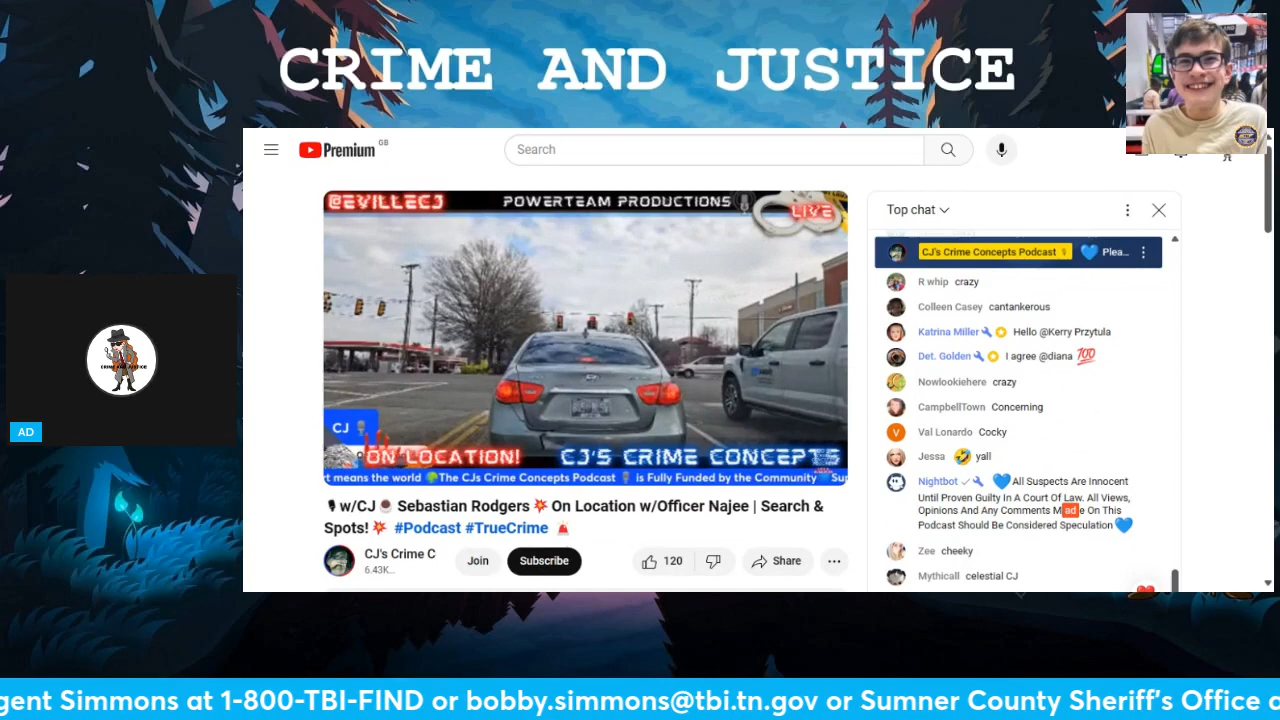 CRIME AND JUSTICE
Premium GB
Search
@EVILLECJ POWERTEAM PRODUCTIONS LIVE
CJ
ON LOCATION! CJ'S CRIME CONCEPTS
t means the world The CJs Crime Concepts Podcast is Fully Funded by the Community Su
w/CJ Sebastian Rodgers On Location w/Officer Najee | Search &
Spots! #Podcast #TrueCrime
CJ's Crime C
6.43K...
Join
Subscribe
120
Share
Top chat
CJ's Crime Concepts Podcast Plea...
R whip crazy
Colleen Casey cantankerous
Katrina Miller Hello @Kerry Przytula
Det. Golden I agree @diana 💯
Nowlookiehere crazy
CampbellTown Concerning
V Val Lonardo Cocky
Jessa 🤣 yall
Nightbot 💙All Suspects Are Innocent
Until Proven Guilty In A Court Of Law. All Views,
Opinions And Any Comments M ad e On This
Podcast Should Be Considered Speculation💙
Zee cheeky
Mythicall celestial CJ
CRIME AND JUSTICE
AD
gent Simmons at 1-800-TBI-FIND or bobby.simmons@tbi.tn.gov or Sumner County Sheriff's Office